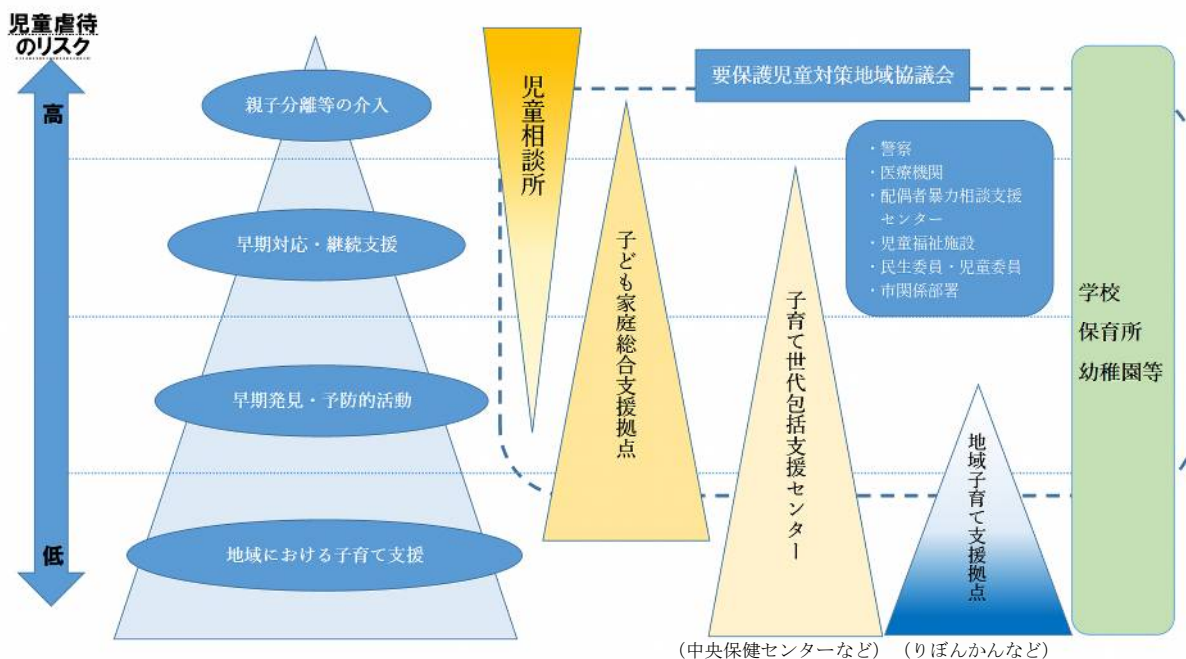 児童虐待
のリスク
高
低
親子分離等の介入
早期対応・継続支援
早期発見・予防的活動
地域における子育て支援
児童相談所
子ども家庭総合支援拠点
子育て世代包括支援センター
地域子育て支援拠点
要保護児童対策地域協議会
・警察
・医療機関
・配偶者暴力相談支援
センター
・児童福祉施設
・民生委員・児童委員
・市関係部署
学校
保育所
幼稚園等
（中央保健センターなど）
（りぼんかんなど）